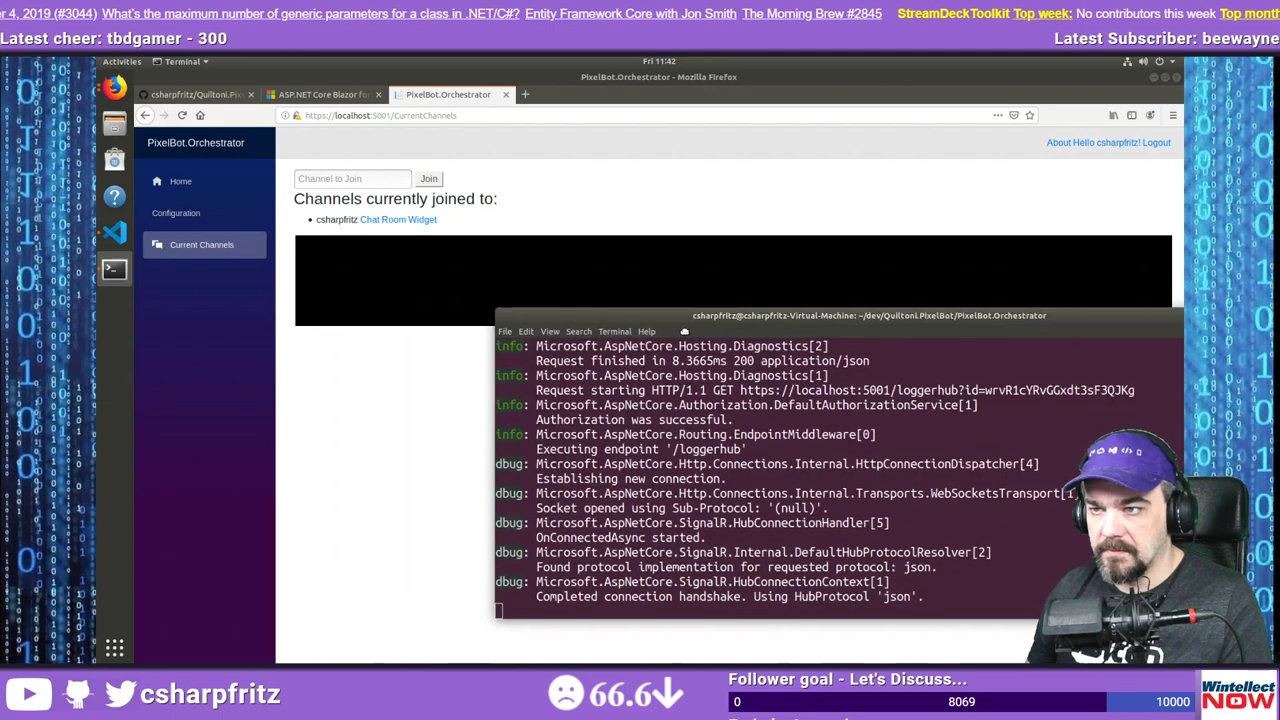 r 4, 2019 (#3044) What's the maximum number of generic parameters for a class in .NET/C#? Entity Framework Core with Jon Smith The Morning Brew #2845 StreamDeckToolkit Top week: No contributors this week Top month
Latest cheer: tbdgamer - 300
Latest Subscriber: beewayne
Activities
Terminal
Fri 11:42
PixelBot.Orchestrator - Mozilla Firefox
csharpfritz/Quiltoni.Pix
ASP.NET Core Blazor for
PixelBot.Orchestrator
https://localhost:5001/CurrentChannels
PixelBot.Orchestrator
About Hello csharpfritz! Logout
Home
Configuration
Current Channels
Channel to Join
Join
Channels currently joined to:
csharpfritz Chat Room Widget
csharpfritz@csharpfritz-Virtual-Machine: ~/dev/Quiltoni.PixelBot/PixelBot.Orchestrator
File Edit View Search Terminal Help
info: Microsoft.AspNetCore.Hosting.Diagnostics[2]
Request finished in 8.3665ms 200 application/json
info: Microsoft.AspNetCore.Hosting.Diagnostics[1]
Request starting HTTP/1.1 GET https://localhost:5001/loggerhub?id=wrvR1cYRvGGxdt3sF3QJKg
info: Microsoft.AspNetCore.Authorization.DefaultAuthorizationService[1]
Authorization was successful.
info: Microsoft.AspNetCore.Routing.EndpointMiddleware[0]
Executing endpoint '/loggerhub'
dbug: Microsoft.AspNetCore.Http.Connections.Internal.HttpConnectionDispatcher[4]
Establishing new connection.
dbug: Microsoft.AspNetCore.Http.Connections.Internal.Transports.WebSocketsTransport[1]
Socket opened using Sub-Protocol: '(null)'.
dbug: Microsoft.AspNetCore.SignalR.HubConnectionHandler[5]
OnConnectedAsync started.
dbug: Microsoft.AspNetCore.SignalR.Internal.DefaultHubProtocolResolver[2]
Found protocol implementation for requested protocol: json.
dbug: Microsoft.AspNetCore.SignalR.HubConnectionContext[1]
Completed connection handshake. Using HubProtocol 'json'.
csharpfritz
66.6
Follower goal - Let's Discuss...
0
8069
10000
Wintellect
NOW